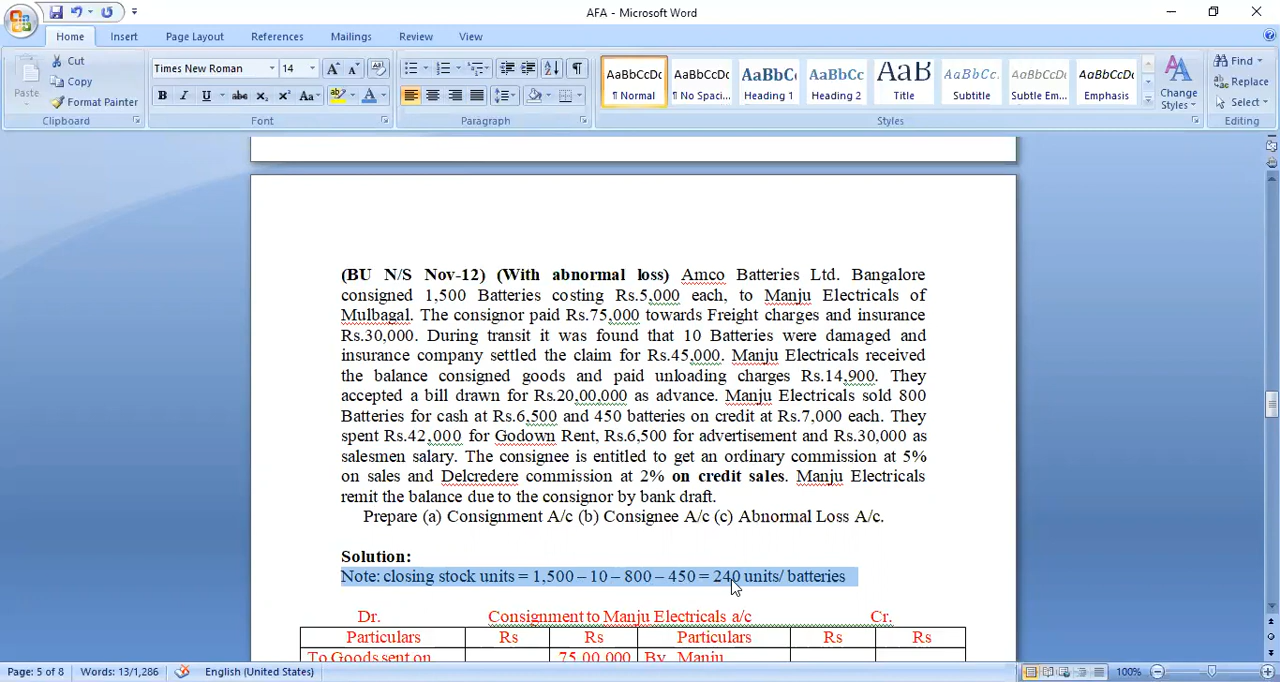 AFA - Microsoft Word
Home Insert Page Layout References Mailings Review View
Paste
Cut
Copy
Format Painter
Clipboard
Times New Roman 14
Font
Paragraph
AaBbCcDc AaBbCcDc AaBbCc AaBbCc AaB AaBbCc. AaBbCcDc AaBbCcDc
¶ Normal ¶ No Spaci... Heading 1 Heading 2 Title Subtitle Subtle Em... Emphasis
Change Styles
Styles
Find
Replace
Select
Editing
(BU N/S Nov-12) (With abnormal loss) Amco Batteries Ltd. Bangalore
consigned 1,500 Batteries costing Rs.5,000 each, to Manju Electricals of
Mulbagal. The consignor paid Rs.75,000 towards Freight charges and insurance
Rs.30,000. During transit it was found that 10 Batteries were damaged and
insurance company settled the claim for Rs.45,000. Manju Electricals received
the balance consigned goods and paid unloading charges Rs.14,900. They
accepted a bill drawn for Rs.20,00,000 as advance. Manju Electricals sold 800
Batteries for cash at Rs.6,500 and 450 batteries on credit at Rs.7,000 each. They
spent Rs.42,000 for Godown Rent, Rs.6,500 for advertisement and Rs.30,000 as
salesmen salary. The consignee is entitled to get an ordinary commission at 5%
on sales and Delcredere commission at 2% on credit sales. Manju Electricals
remit the balance due to the consignor by bank draft.
Prepare (a) Consignment A/c (b) Consignee A/c (c) Abnormal Loss A/c.
Solution:
Note: closing stock units = 1,500 – 10 – 800 – 450 = 240 units/ batteries
Dr. Consignment to Manju Electricals a/c Cr.
Particulars Rs Rs Particulars Rs Rs
To Goods sent on 75,00,000 By Manju
Page: 5 of 8 Words: 13/1,286 English (United States) 100%